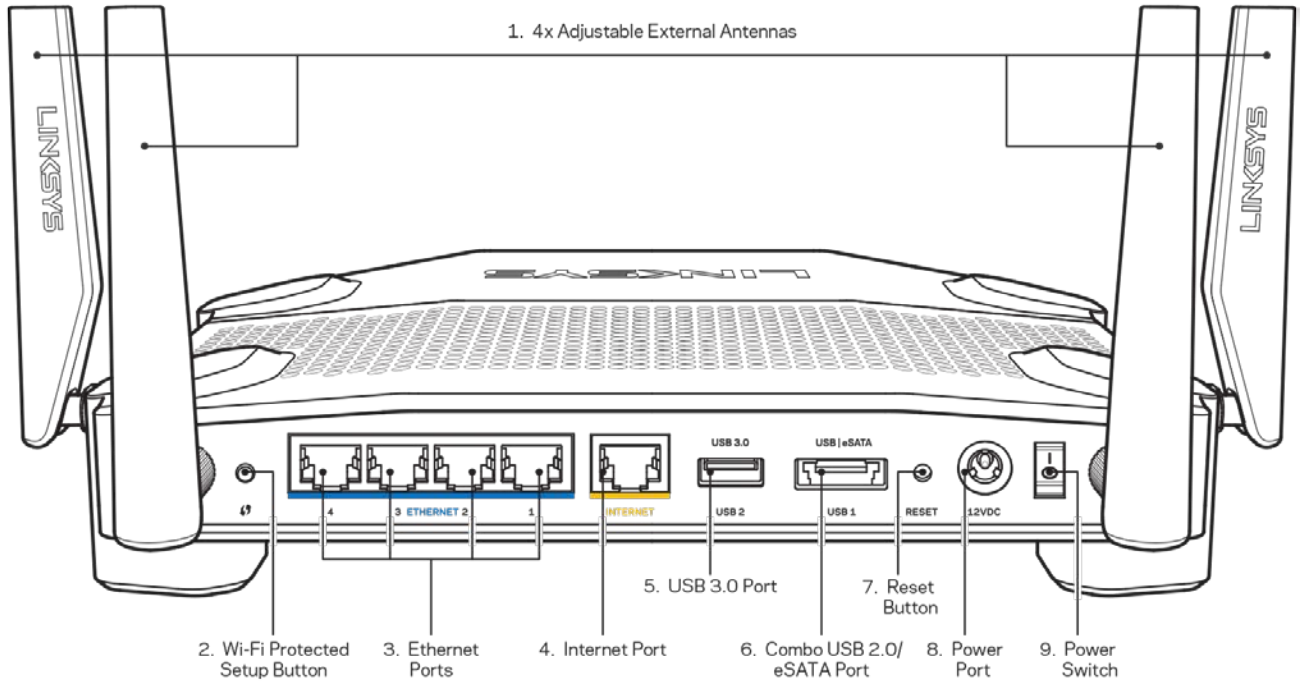 1. 4x Adjustable External Antennas
LINKSYS
LINKSYS
LINKSYS
USB 3.0
USB | eSATA
4
3 ETHERNET 2
1
INTERNET
USB 2
USB 1
RESET
12VDC
5. USB 3.0 Port
7. Reset
Button
2. Wi-Fi Protected
Setup Button
3. Ethernet
Ports
4. Internet Port
6. Combo USB 2.0/
eSATA Port
8. Power
Port
9. Power
Switch